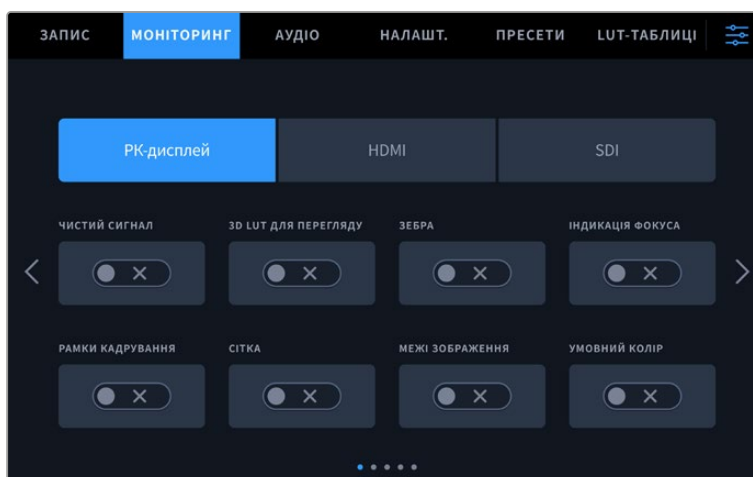 ЗАПИС МОНІТОРИНГ АУДІО НАЛАШТ. ПРЕСЕТИ LUT-ТАБЛИЦІ
РК-дисплей HDMI SDI
ЧИСТИЙ СИГНАЛ 3D LUT ДЛЯ ПЕРЕГЛЯДУ ЗЕБРА ІНДИКАЦІЯ ФОКУСА
РАМКИ КАДРУВАННЯ СІТКА МЕЖІ ЗОБРАЖЕННЯ УМОВНИЙ КОЛІР